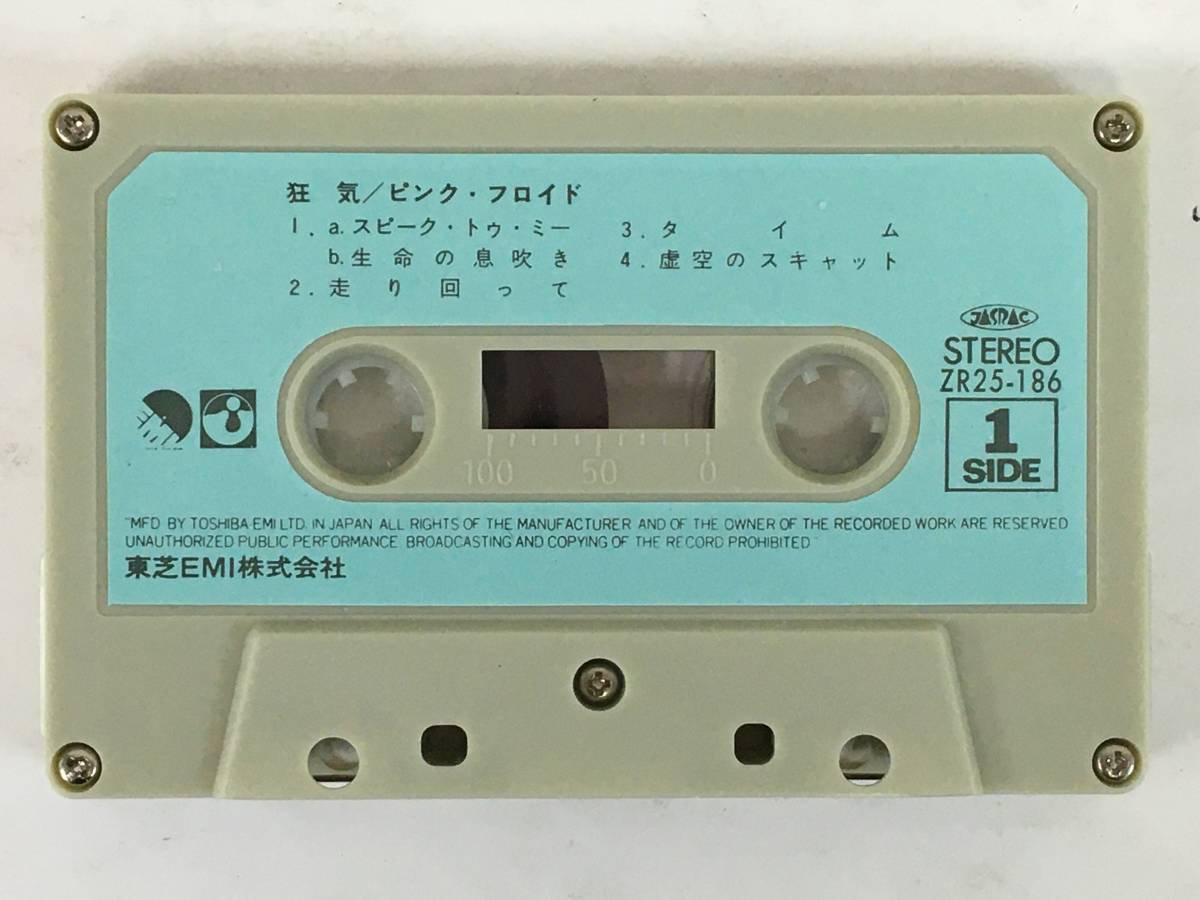 狂 気／ピンク・フロイド
1. a. スピーク・トゥ・ミー
b. 生命の息吹き
2. 走り回って
3. タイム
4. 虚空のスキャット
JASRAC
STEREO
ZR25-186
1
SIDE
100 50 0
"MFD BY TOSHIBA-EMI LTD. IN JAPAN ALL RIGHTS OF THE MANUFACTURER AND OF THE OWNER OF THE RECORDED WORK ARE RESERVED
UNAUTHORIZED PUBLIC PERFORMANCE BROADCASTING AND COPYING OF THE RECORD PROHIBITED"
東芝EMI株式会社